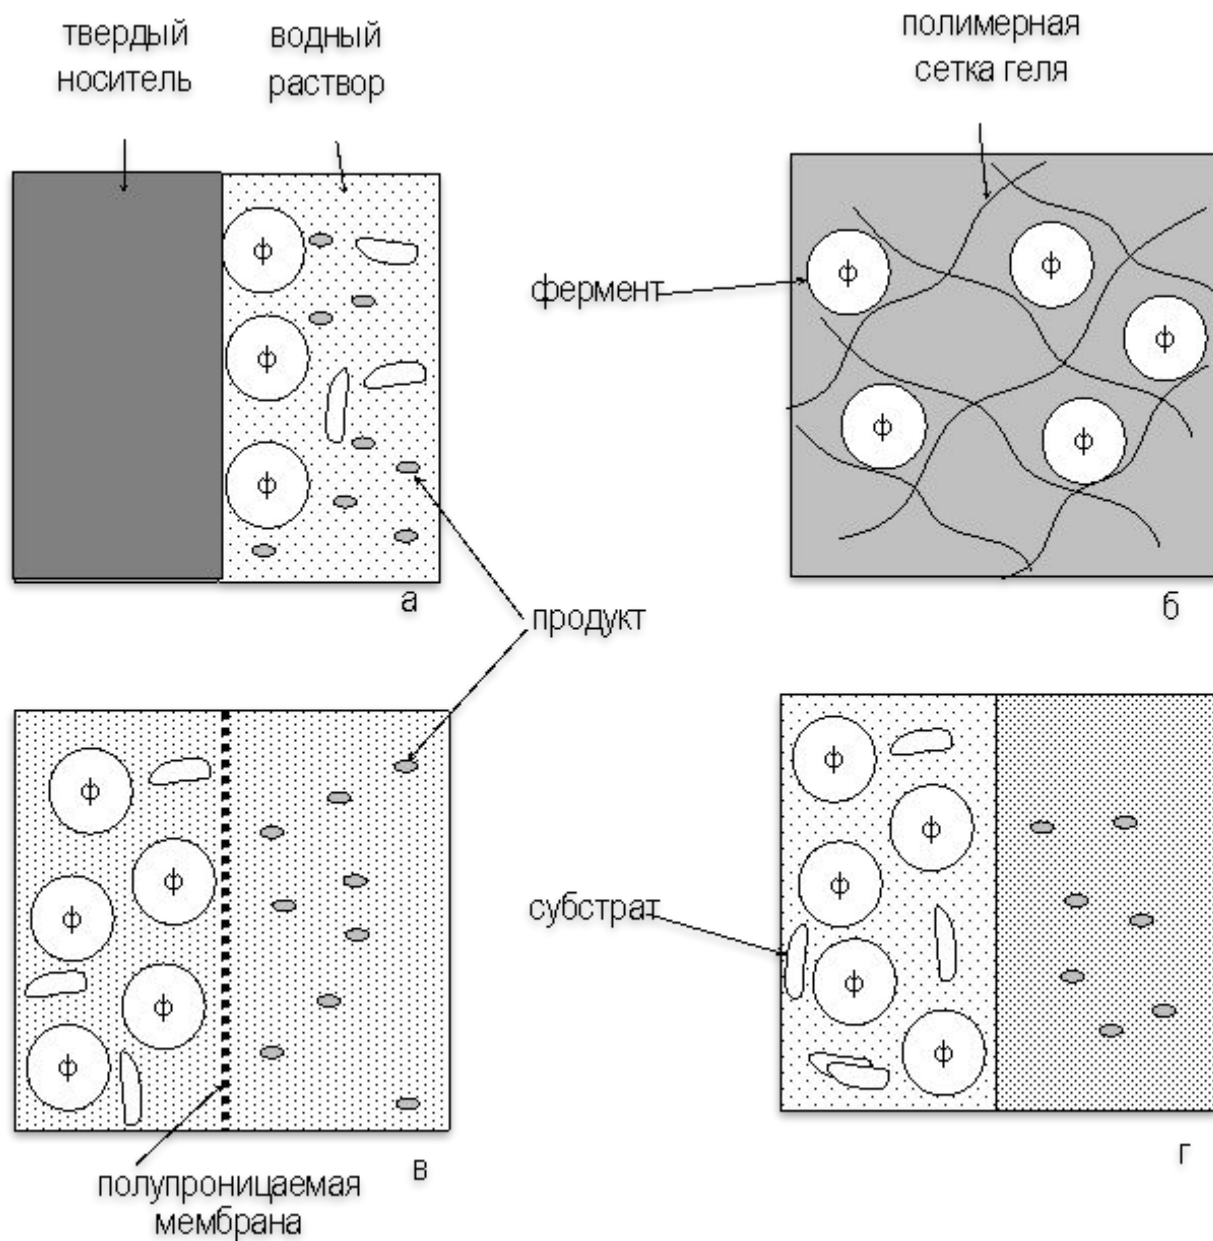 твердый
носитель
водный
раствор
полимерная
сетка геля
ф
ф
ф
фермент
ф
ф
ф
ф
ф
а
б
продукт
ф
ф
ф
ф
ф
субстрат
ф
ф
ф
ф
ф
полупроницаемая
мембрана
в
г